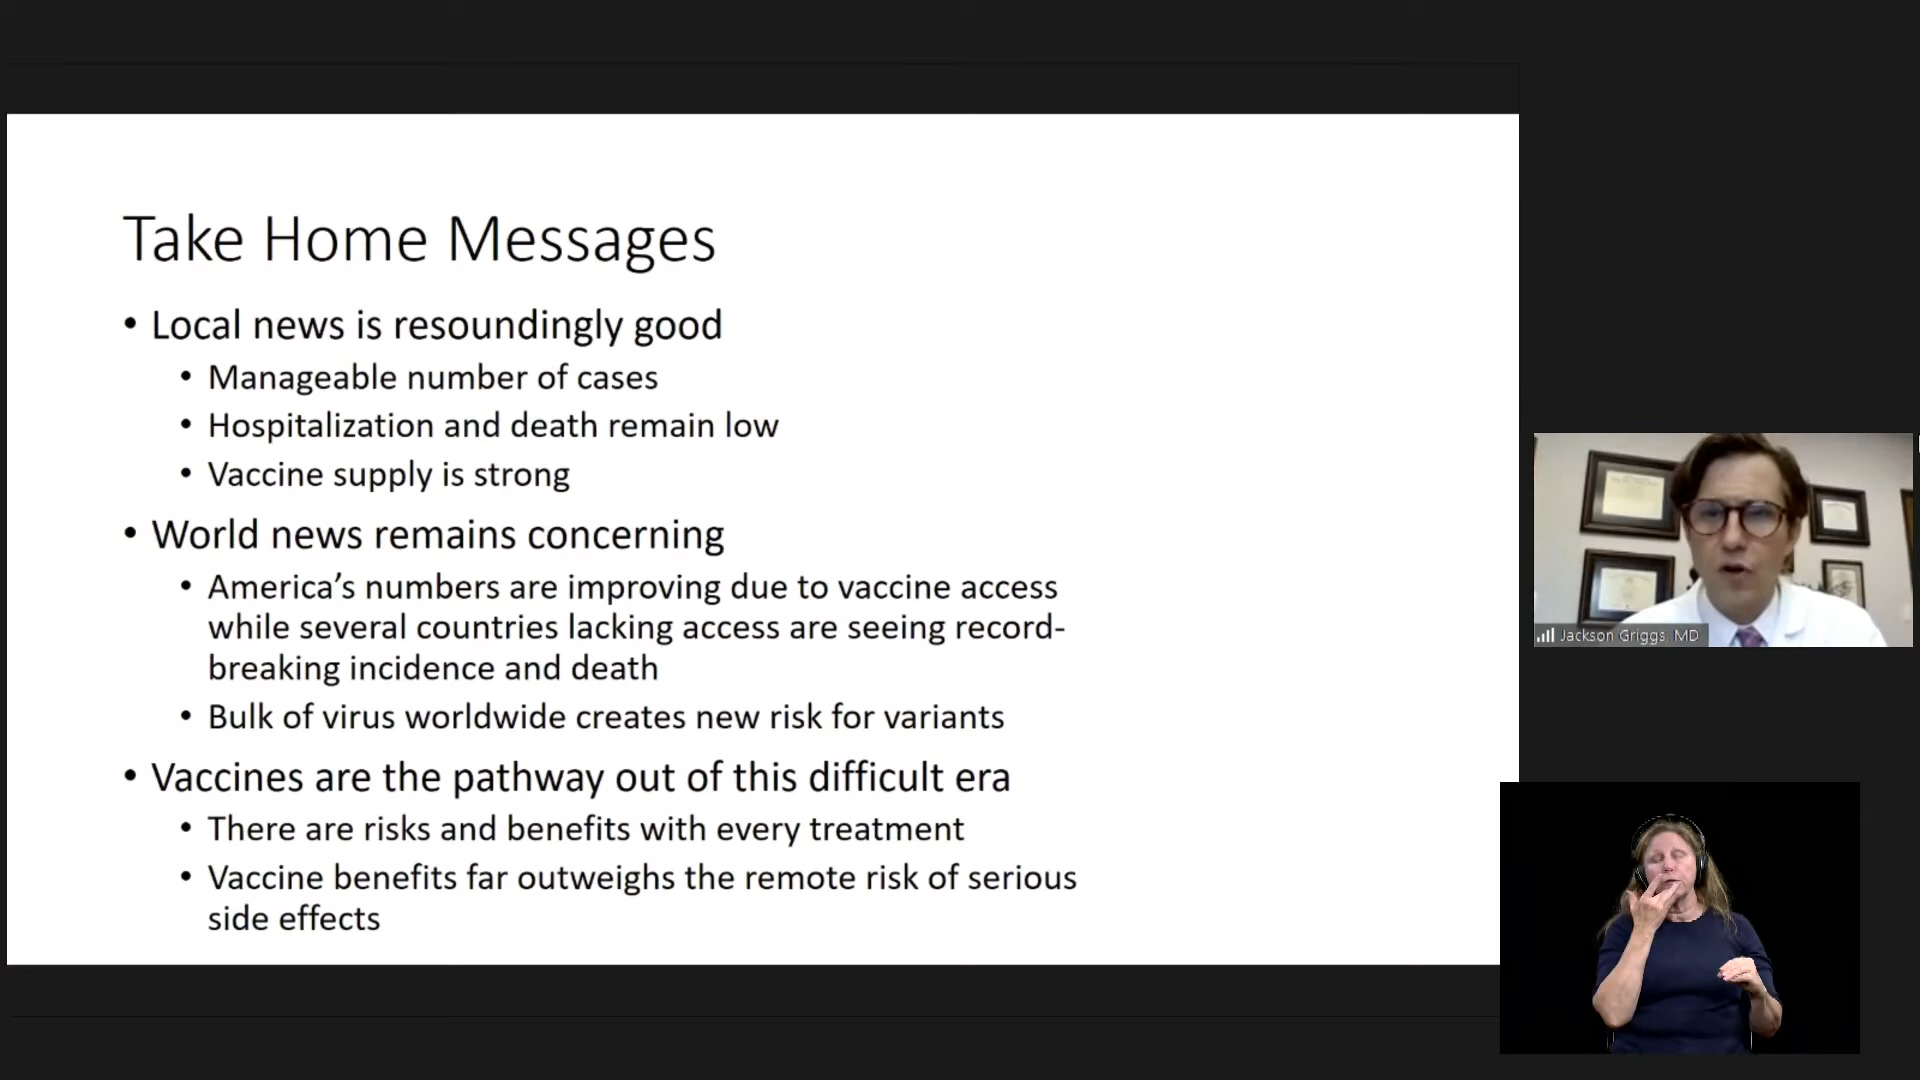 Take Home Messages
• Local news is resoundingly good
• Manageable number of cases
• Hospitalization and death remain low
• Vaccine supply is strong
• World news remains concerning
• America’s numbers are improving due to vaccine access
while several countries lacking access are seeing record-
breaking incidence and death
• Bulk of virus worldwide creates new risk for variants
• Vaccines are the pathway out of this difficult era
• There are risks and benefits with every treatment
• Vaccine benefits far outweighs the remote risk of serious
side effects
Jackson Griggs, MD